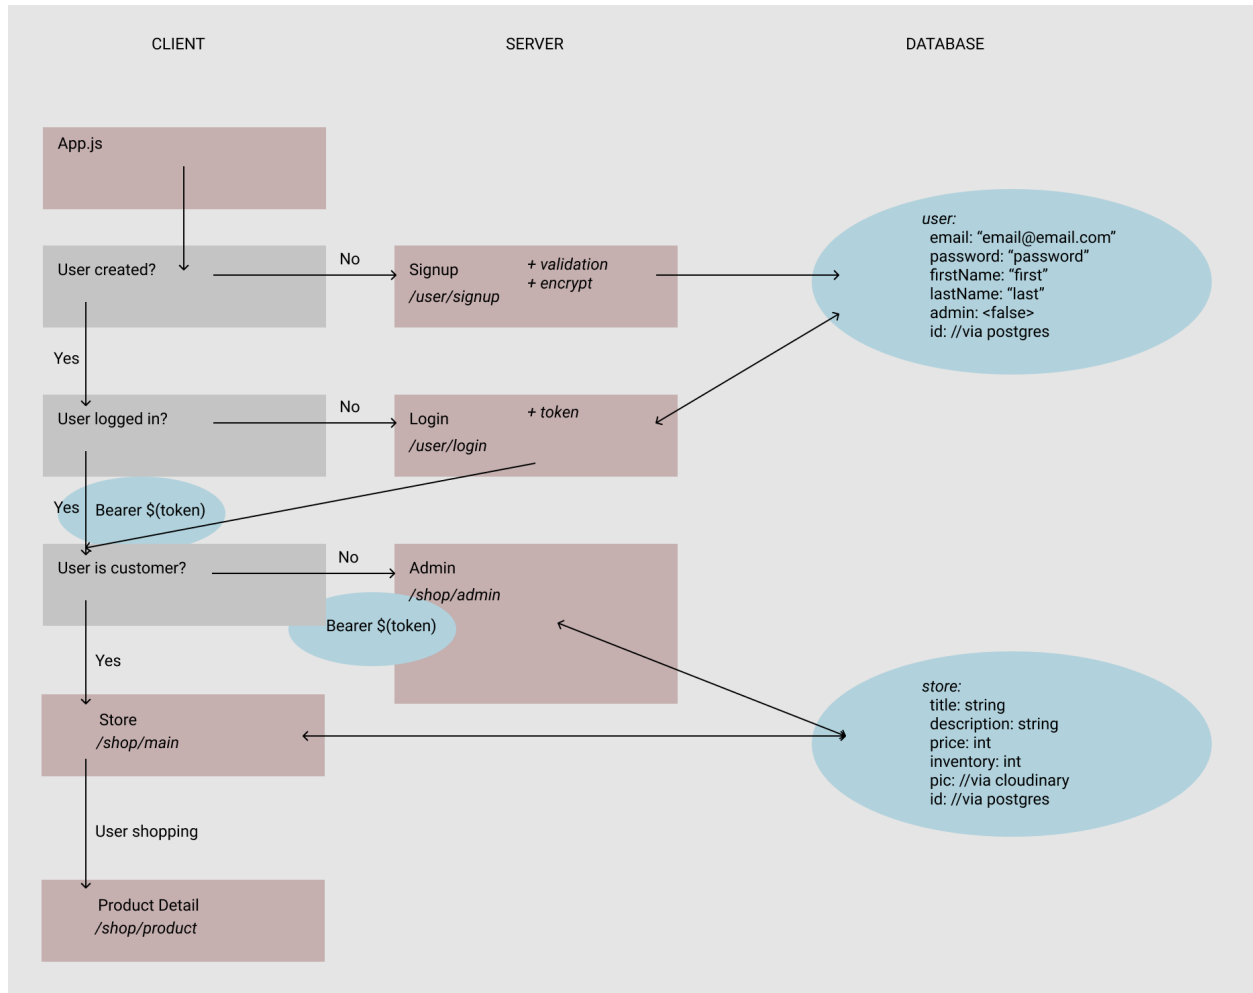 CLIENT
SERVER
DATABASE
App.js
User created?
No
Signup
/user/signup
+ validation
+ encrypt
user:
email: “email@email.com”
password: “password”
firstName: “first”
lastName: “last”
admin: <false>
id: //via postgres
Yes
User logged in?
No
Login
/user/login
+ token
Yes
Bearer $(token)
User is customer?
No
Admin
/shop/admin
Bearer $(token)
Yes
Store
/shop/main
store:
title: string
description: string
price: int
inventory: int
pic: //via cloudinary
id: //via postgres
User shopping
Product Detail
/shop/product